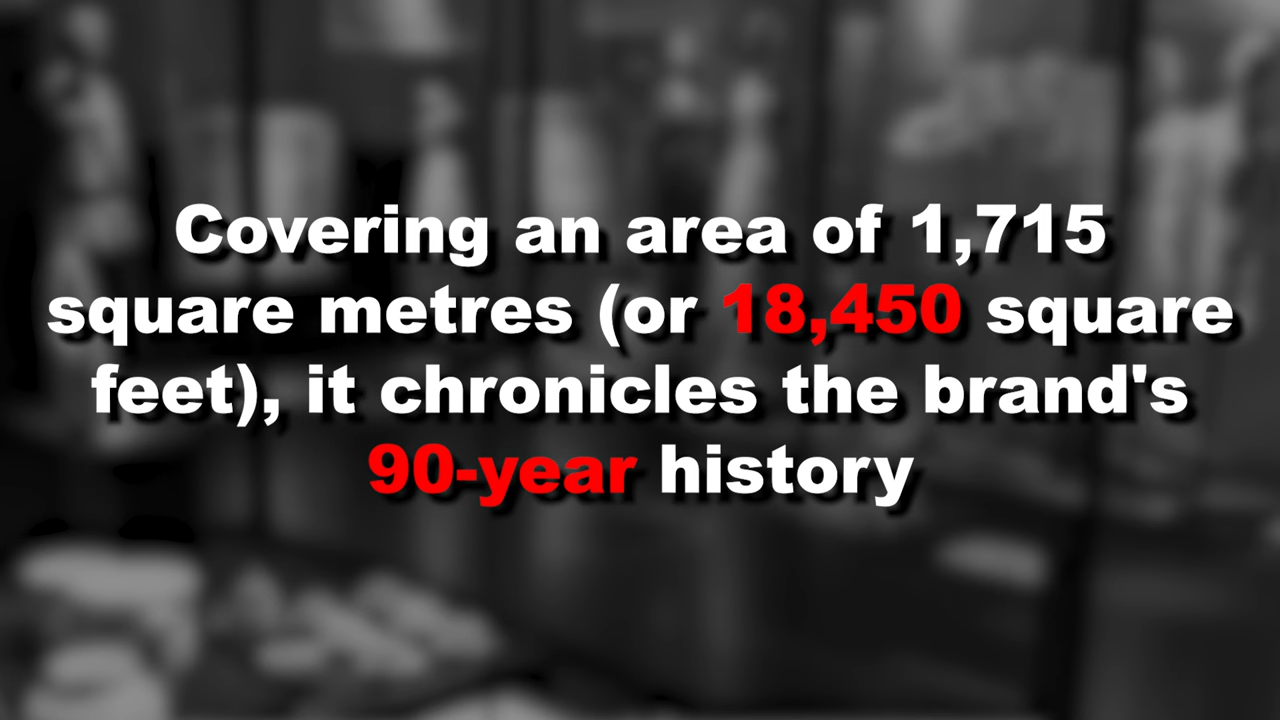 Covering an area of 1,715
square metres (or 18,450 square
feet), it chronicles the brand's
90-year history